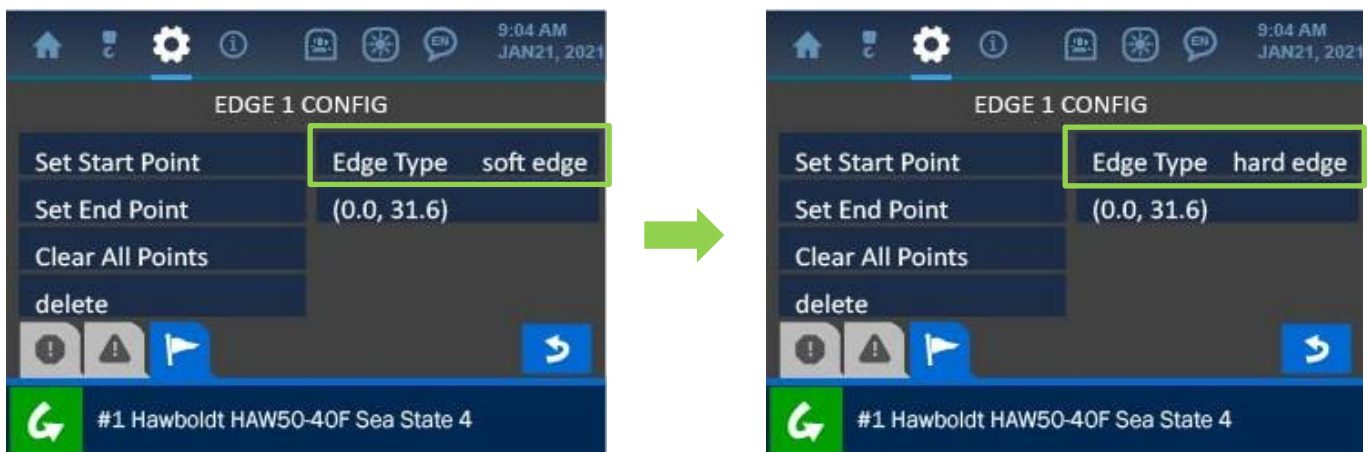 9:04 AM
EN
JAN21, 2021
EDGE 1 CONFIG
Set Start Point
Edge Type soft edge
Set End Point
(0.0, 31.6)
Clear All Points
delete
#1 Hawboldt HAW50-40F Sea State 4
9:04 AM
EN
JAN21, 2021
EDGE 1 CONFIG
Set Start Point
Edge Type hard edge
Set End Point
(0.0, 31.6)
Clear All Points
delete
#1 Hawboldt HAW50-40F Sea State 4